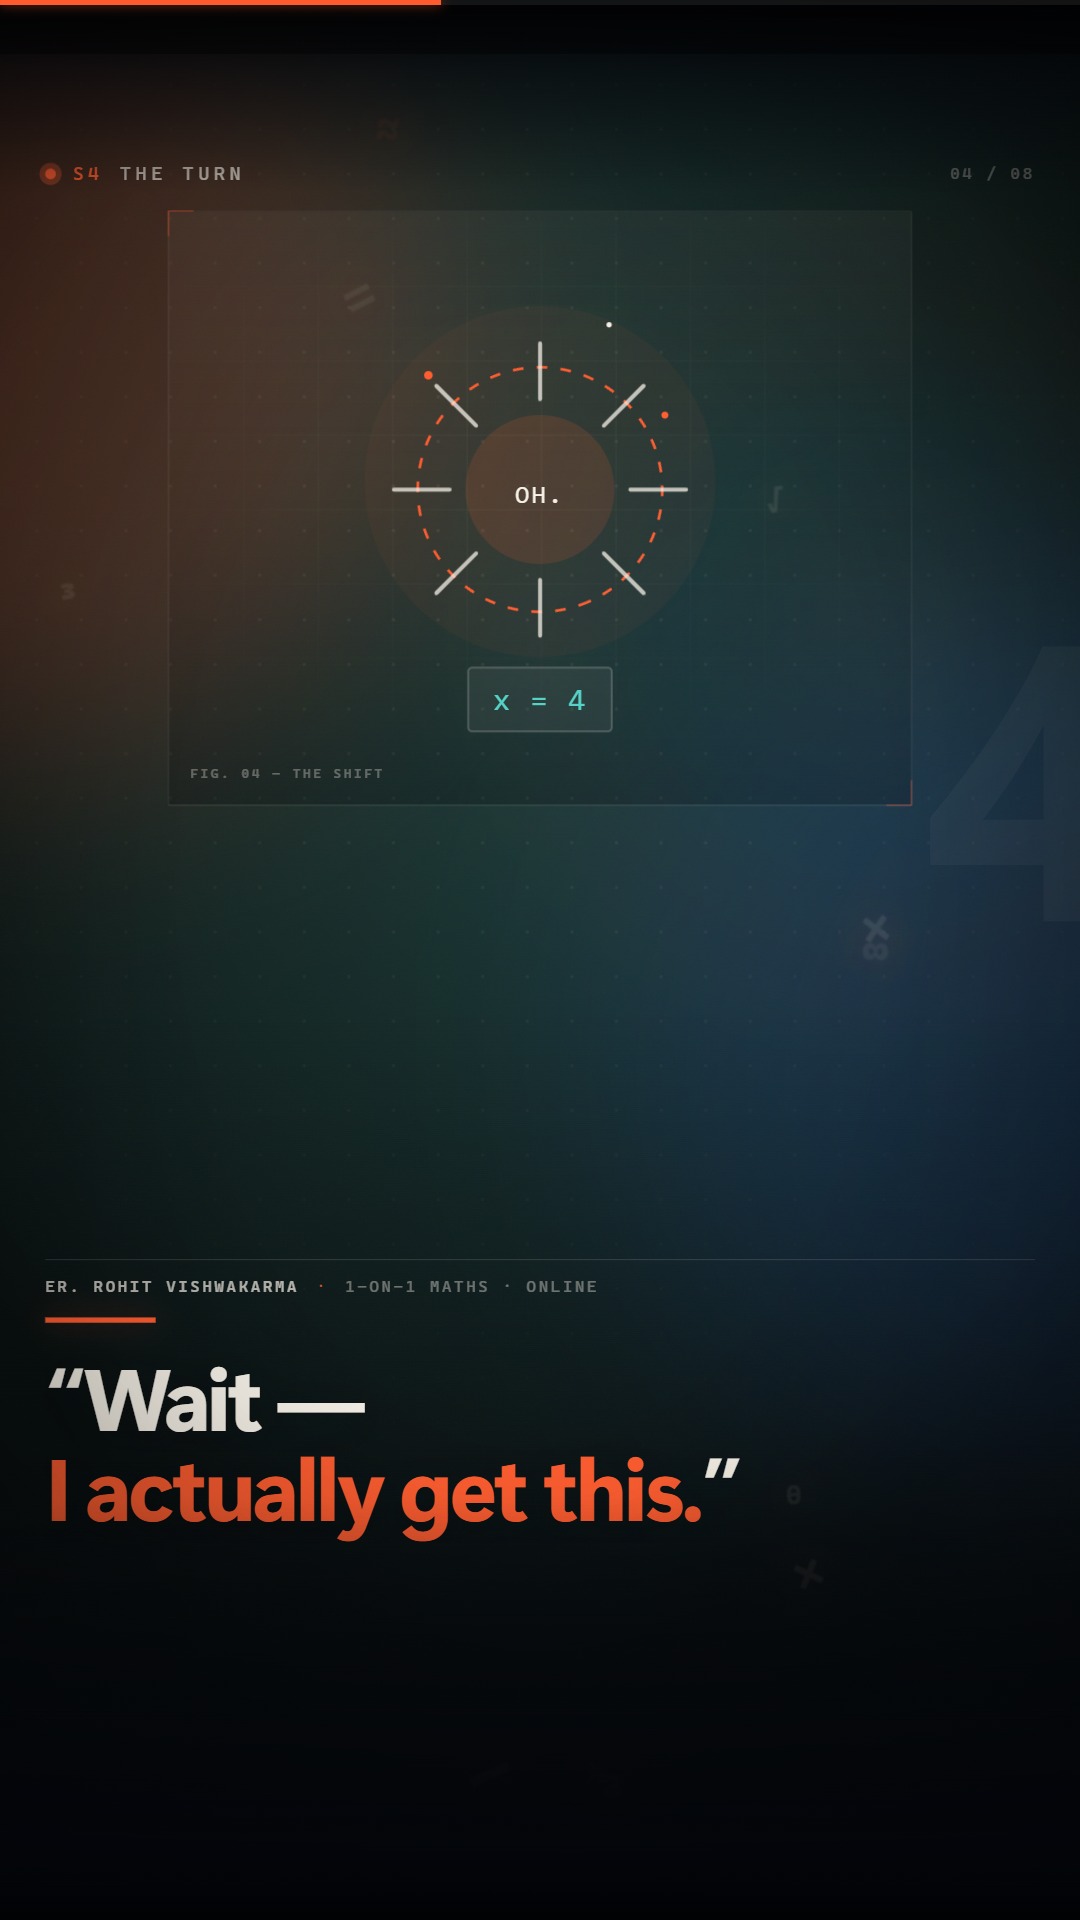 S4 THE TURN
04 / 08
=
OH.
x = 4
FIG. 04 — THE SHIFT
4
ER. ROHIT VISHWAKARMA · 1-ON-1 MATHS · ONLINE
“Wait —
I actually get this.”